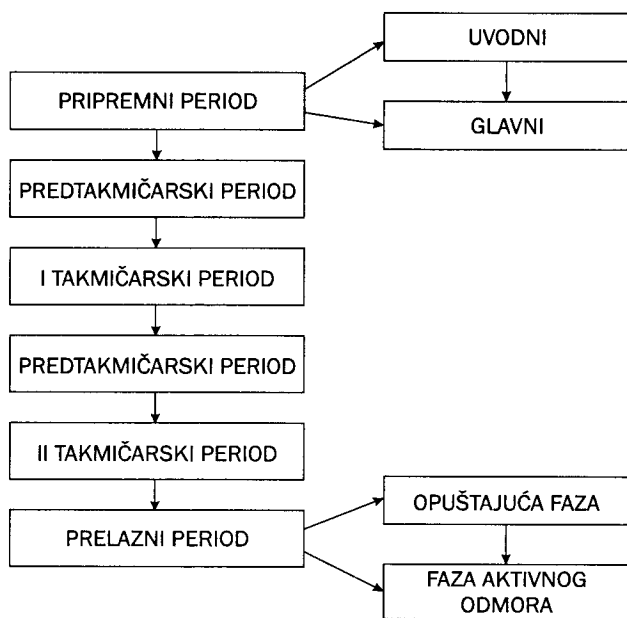 UVODNI
PRIPREMNI PERIOD
GLAVNI
PREDTAKMIČARSKI PERIOD
I TAKMIČARSKI PERIOD
PREDTAKMIČARSKI PERIOD
II TAKMIČARSKI PERIOD
OPUŠTAJUĆA FAZA
PRELAZNI PERIOD
FAZA AKTIVNOG
ODMORA